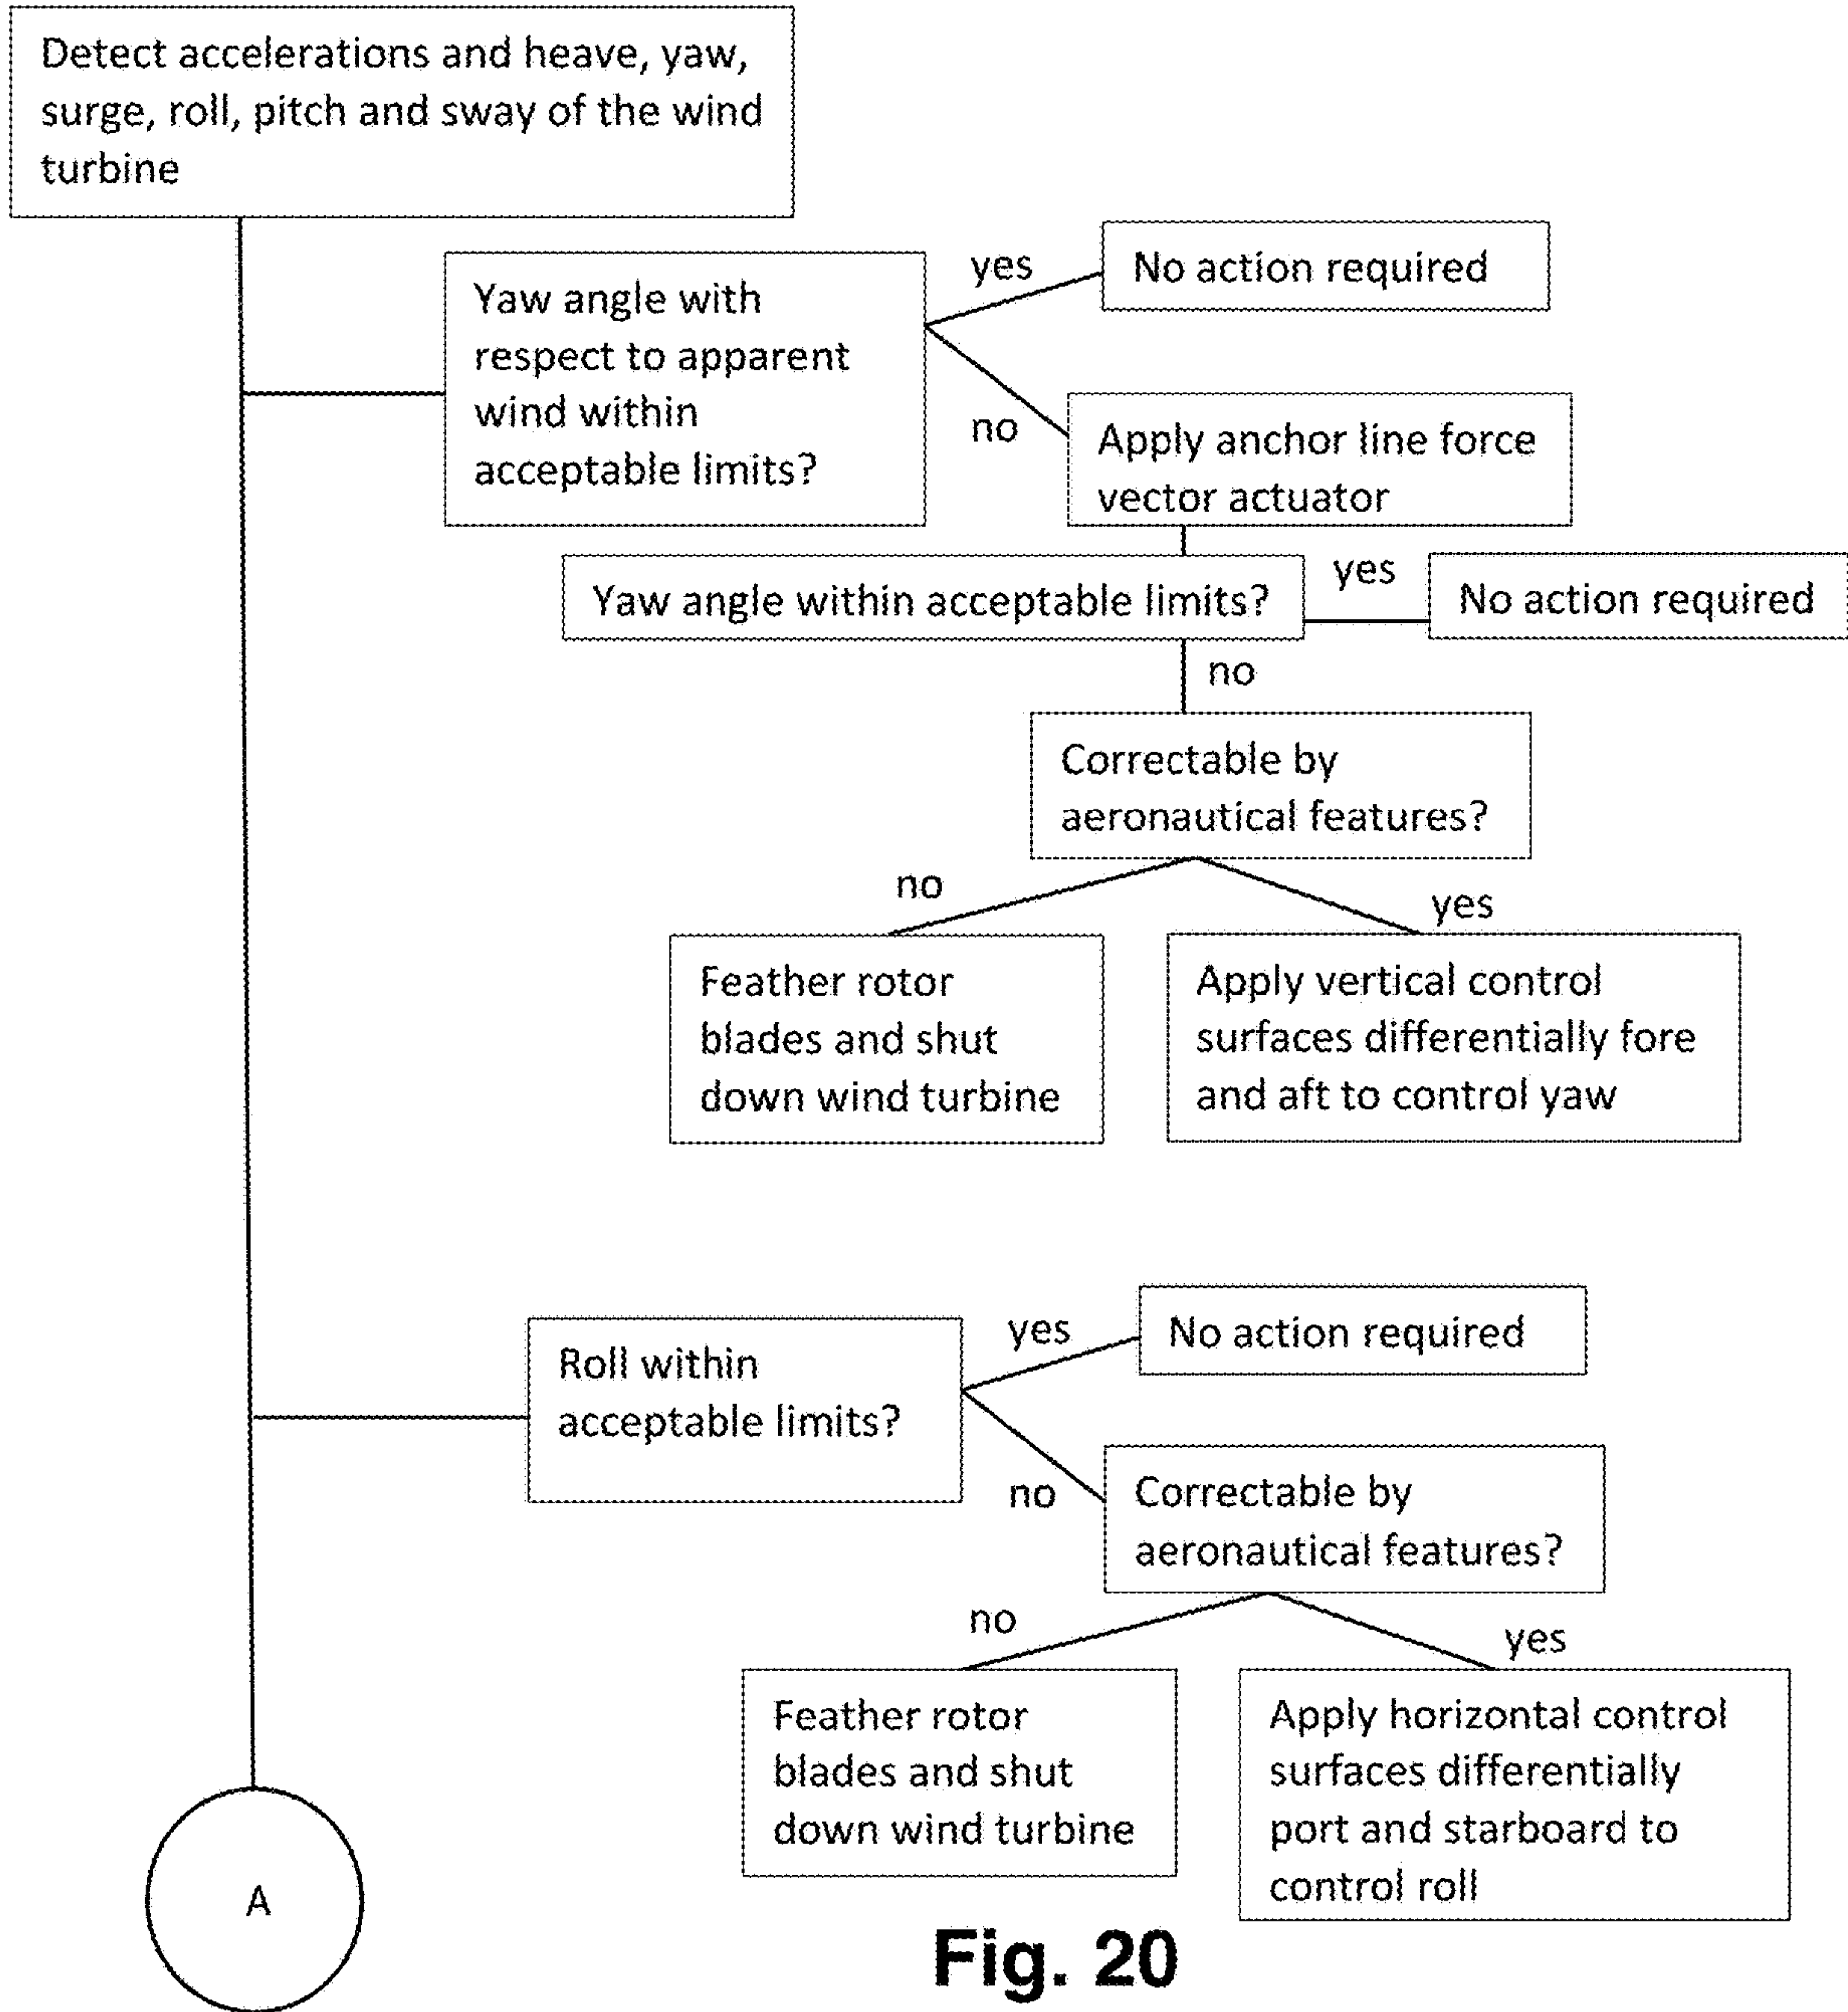 Detect accelerations and heave, yaw,
surge, roll, pitch and sway of the wind
turbine
Yaw angle with
respect to apparent
wind within
acceptable limits?
yes
No action required
no
Apply anchor line force
vector actuator
Yaw angle within acceptable limits?
yes
No action required
no
Correctable by
aeronautical features?
no
yes
Feather rotor
blades and shut
down wind turbine
Apply vertical control
surfaces differentially fore
and aft to control yaw
Roll within
acceptable limits?
yes
No action required
no
Correctable by
aeronautical features?
no
yes
Feather rotor
blades and shut
down wind turbine
Apply horizontal control
surfaces differentially
port and starboard to
control roll
A
Fig. 20